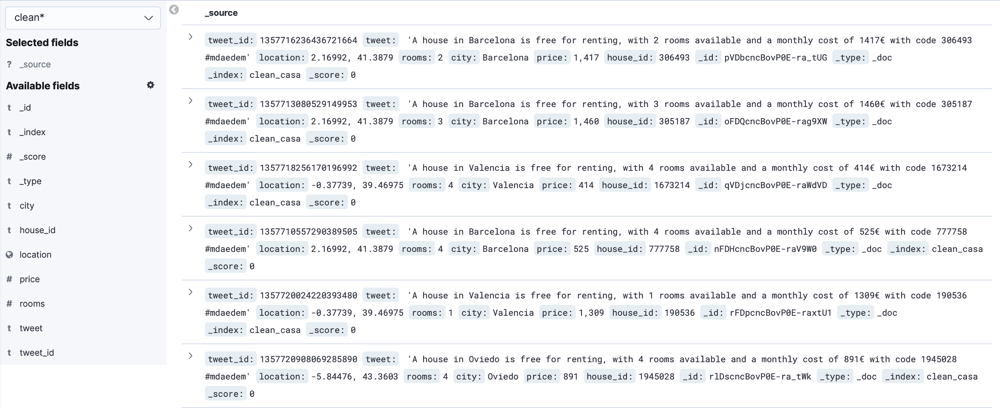 clean*
Selected fields
? _source
Available fields
t _id
t _index
# _score
t _type
t city
t house_id
location
# price
# rooms
t tweet
t tweet_id
_source
tweet_id: 1357716236436721664 tweet: 'A house in Barcelona is free for renting, with 2 rooms available and a monthly cost of 1417€ with code 306493
#mdaedem' location: 2.16992, 41.3879 rooms: 2 city: Barcelona price: 1,417 house_id: 306493 _id: pVDbcncBovP0E-ra_tUG _type: _doc
_index: clean_casa _score: 0
tweet_id: 1357713080529149953 tweet: 'A house in Barcelona is free for renting, with 3 rooms available and a monthly cost of 1460€ with code 305187
#mdaedem' location: 2.16992, 41.3879 rooms: 3 city: Barcelona price: 1,460 house_id: 305187 _id: oFDQcncBovP0E-rag9XW _type: _doc
_index: clean_casa _score: 0
tweet_id: 1357718256170196992 tweet: 'A house in Valencia is free for renting, with 4 rooms available and a monthly cost of 414€ with code 1673214
#mdaedem' location: -0.37739, 39.46975 rooms: 4 city: Valencia price: 414 house_id: 1673214 _id: qVDjcncBovP0E-raWdVD _type: _doc
_index: clean_casa _score: 0
tweet_id: 1357710557290389505 tweet: 'A house in Barcelona is free for renting, with 4 rooms available and a monthly cost of 525€ with code 777758
#mdaedem' location: 2.16992, 41.3879 rooms: 4 city: Barcelona price: 525 house_id: 777758 _id: nFDHcncBovP0E-raV9W0 _type: _doc _index: clean_casa
_score: 0
tweet_id: 1357720024220393480 tweet: 'A house in Valencia is free for renting, with 1 rooms available and a monthly cost of 1309€ with code 190536
#mdaedem' location: -0.37739, 39.46975 rooms: 1 city: Valencia price: 1,309 house_id: 190536 _id: rFDpcncBovP0E-raxtU1 _type: _doc
_index: clean_casa _score: 0
tweet_id: 1357720908069285890 tweet: 'A house in Oviedo is free for renting, with 4 rooms available and a monthly cost of 891€ with code 1945028
#mdaedem' location: -5.84476, 43.3603 rooms: 4 city: Oviedo price: 891 house_id: 1945028 _id: rlDscncBovP0E-ra_tWk _type: _doc _index: clean_casa
_score: 0